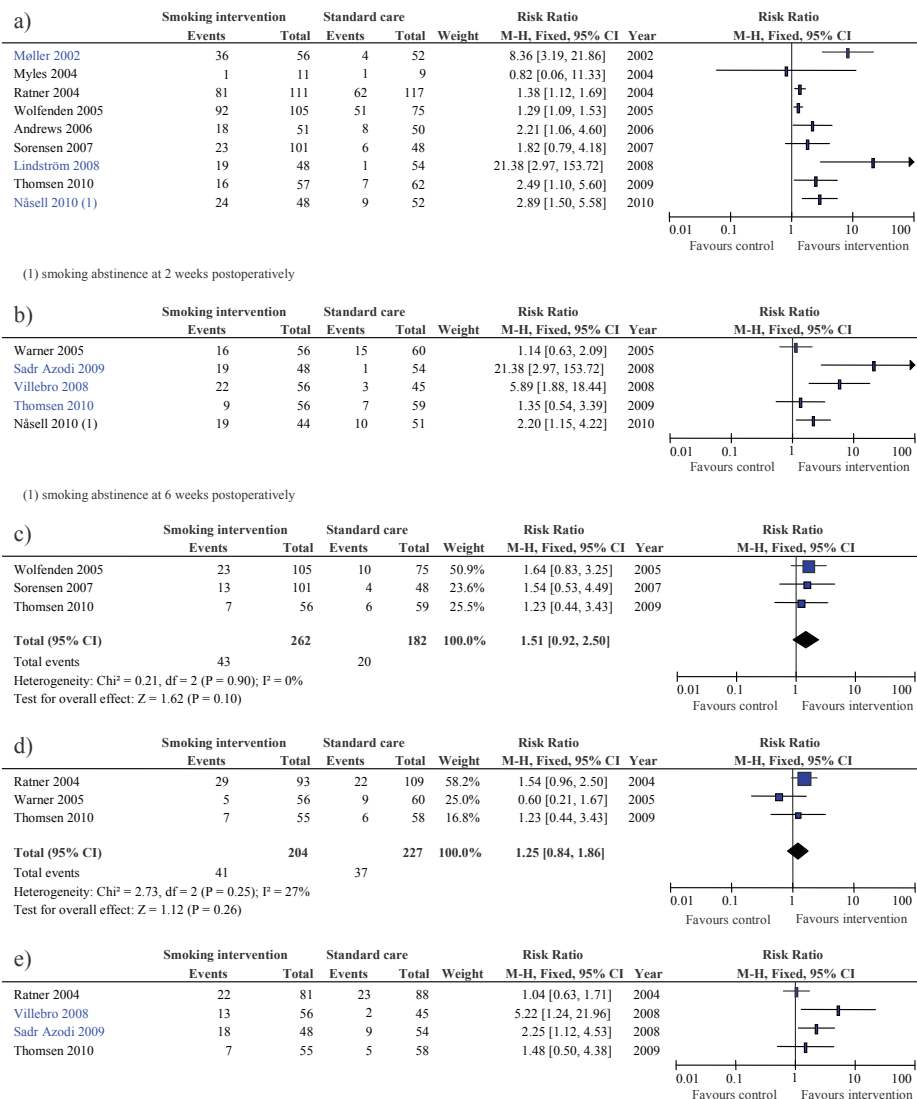 a)
Smoking intervention Standard care Risk Ratio Risk Ratio
Events Total Events Total Weight M-H, Fixed, 95% CI Year M-H, Fixed, 95% CI
Møller 2002 36 56 4 52 8.36 [3.19, 21.86] 2002
Myles 2004 1 11 1 9 0.82 [0.06, 11.33] 2004
Ratner 2004 81 111 62 117 1.38 [1.12, 1.69] 2004
Wolfenden 2005 92 105 51 75 1.29 [1.09, 1.53] 2005
Andrews 2006 18 51 8 50 2.21 [1.06, 4.60] 2006
Sorensen 2007 23 101 6 48 1.82 [0.79, 4.18] 2007
Lindström 2008 19 48 1 54 21.38 [2.97, 153.72] 2008
Thomsen 2010 16 57 7 62 2.49 [1.10, 5.60] 2009
Nåsell 2010 (1) 24 48 9 52 2.89 [1.50, 5.58] 2010
0.01 0.1 1 10 100
Favours control Favours intervention
(1) smoking abstinence at 2 weeks postoperatively
b)
Smoking intervention Standard care Risk Ratio Risk Ratio
Events Total Events Total Weight M-H, Fixed, 95% CI Year M-H, Fixed, 95% CI
Warner 2005 16 56 15 60 1.14 [0.63, 2.09] 2005
Sadr Azodi 2009 19 48 1 54 21.38 [2.97, 153.72] 2008
Villebro 2008 22 56 3 45 5.89 [1.88, 18.44] 2008
Thomsen 2010 9 56 7 59 1.35 [0.54, 3.39] 2009
Nåsell 2010 (1) 19 44 10 51 2.20 [1.15, 4.22] 2010
0.01 0.1 1 10 100
Favours control Favours intervention
(1) smoking abstinence at 6 weeks postoperatively
c)
Smoking intervention Standard care Risk Ratio Risk Ratio
Events Total Events Total Weight M-H, Fixed, 95% CI Year M-H, Fixed, 95% CI
Wolfenden 2005 23 105 10 75 50.9% 1.64 [0.83, 3.25] 2005
Sorensen 2007 13 101 4 48 23.6% 1.54 [0.53, 4.49] 2007
Thomsen 2010 7 56 6 59 25.5% 1.23 [0.44, 3.43] 2009
Total (95% CI) 262 182 100.0% 1.51 [0.92, 2.50]
Total events 43 20
Heterogeneity: Chi² = 0.21, df = 2 (P = 0.90); I² = 0%
Test for overall effect: Z = 1.62 (P = 0.10)
0.01 0.1 1 10 100
Favours control Favours intervention
d)
Smoking intervention Standard care Risk Ratio Risk Ratio
Events Total Events Total Weight M-H, Fixed, 95% CI Year M-H, Fixed, 95% CI
Ratner 2004 29 93 22 109 58.2% 1.54 [0.96, 2.50] 2004
Warner 2005 5 56 9 60 25.0% 0.60 [0.21, 1.67] 2005
Thomsen 2010 7 55 6 58 16.8% 1.23 [0.44, 3.43] 2009
Total (95% CI) 204 227 100.0% 1.25 [0.84, 1.86]
Total events 41 37
Heterogeneity: Chi² = 2.73, df = 2 (P = 0.25); I² = 27%
Test for overall effect: Z = 1.12 (P = 0.26)
0.01 0.1 1 10 100
Favours control Favours intervention
e)
Smoking intervention Standard care Risk Ratio Risk Ratio
Events Total Events Total Weight M-H, Fixed, 95% CI Year M-H, Fixed, 95% CI
Ratner 2004 22 81 23 88 1.04 [0.63, 1.71] 2004
Villebro 2008 13 56 2 45 5.22 [1.24, 21.96] 2008
Sadr Azodi 2009 18 48 9 54 2.25 [1.12, 4.53] 2008
Thomsen 2010 7 55 5 58 1.48 [0.50, 4.38] 2009
0.01 0.1 1 10 100
Favours control Favours intervention